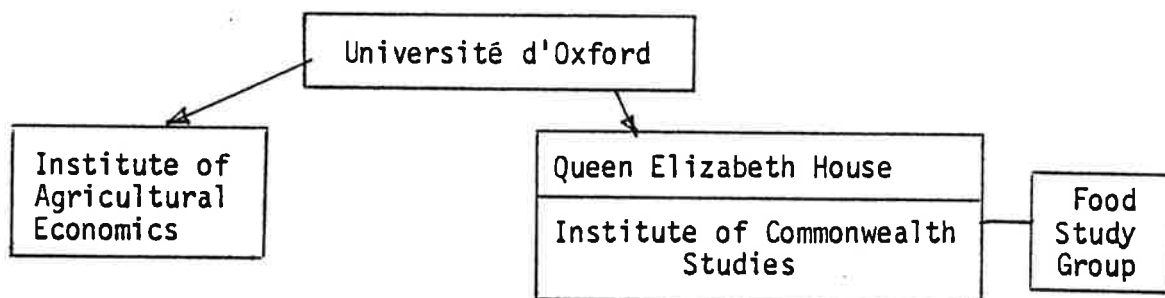 Université d'Oxford
Institute of
Agricultural
Economics
Queen Elizabeth House
Institute of Commonwealth
Studies
Food
Study
Group